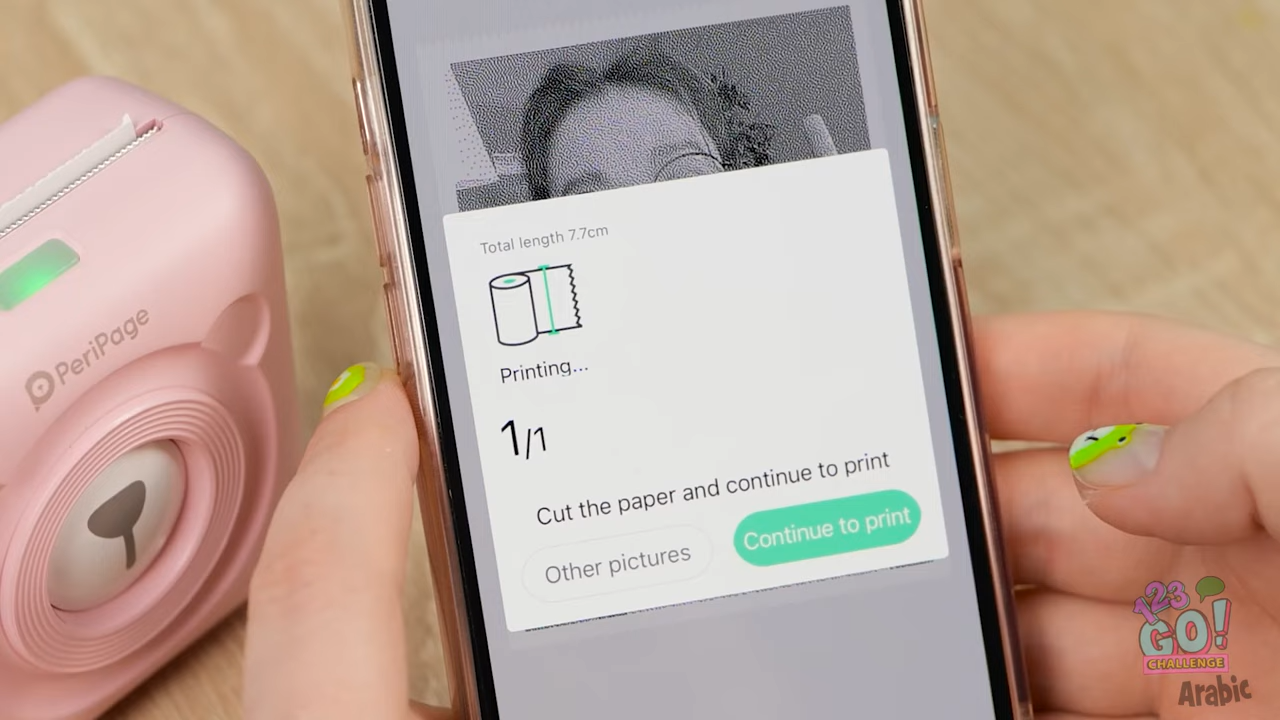 PeriPage
Total length 7.7cm
Printing...
1/1
Cut the paper and continue to print
Other pictures
Continue to print
123
GO!
CHALLENGE
Arabic